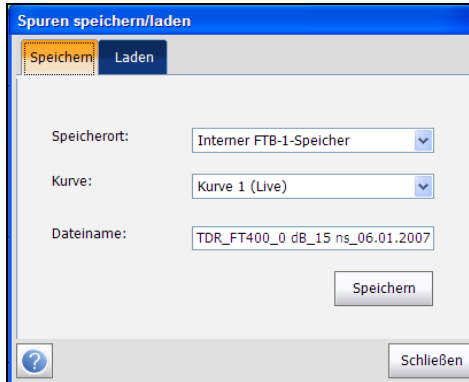 Spuren speichern/laden
Speichern Laden
Speicherort: Interner FTB-1-Speicher
Kurve: Kurve 1 (Live)
Dateiname: TDR_FT400_0 dB_15 ns_06.01.2007
Speichern
? Schließen